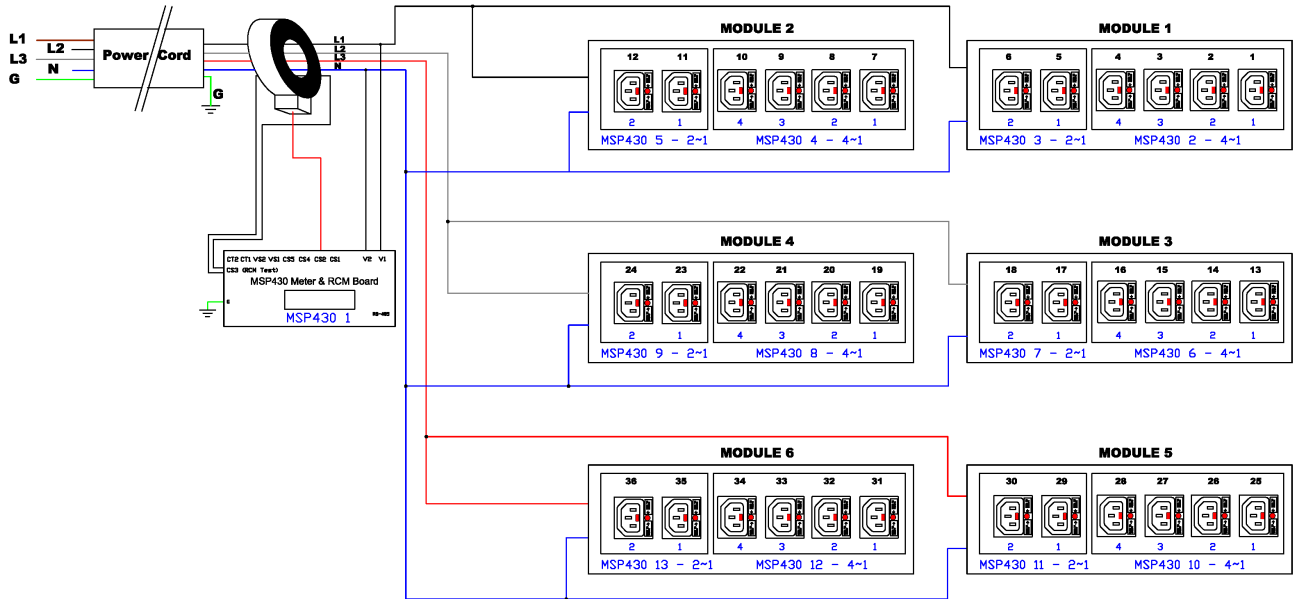 L1
L2
L3
N
G
Power Cord
G
L1
L2
L3
N
CT2 CT1 VS2 VS1 CS5 CS4 CS2 CS1 V2 V1
CS3 (RCM Test)
MSP430 Meter & RCM Board
E
RS-485
MSP430 1
MODULE 2
12 11 10 9 8 7
2 1 4 3 2 1
MSP430 5 - 2~1 MSP430 4 - 4~1
MODULE 1
6 5 4 3 2 1
2 1 4 3 2 1
MSP430 3 - 2~1 MSP430 2 - 4~1
MODULE 4
24 23 22 21 20 19
2 1 4 3 2 1
MSP430 9 - 2~1 MSP430 8 - 4~1
MODULE 3
18 17 16 15 14 13
2 1 4 3 2 1
MSP430 7 - 2~1 MSP430 6 - 4~1
MODULE 6
36 35 34 33 32 31
2 1 4 3 2 1
MSP430 13 - 2~1 MSP430 12 - 4~1
MODULE 5
30 29 28 27 26 25
2 1 4 3 2 1
MSP430 11 - 2~1 MSP430 10 - 4~1